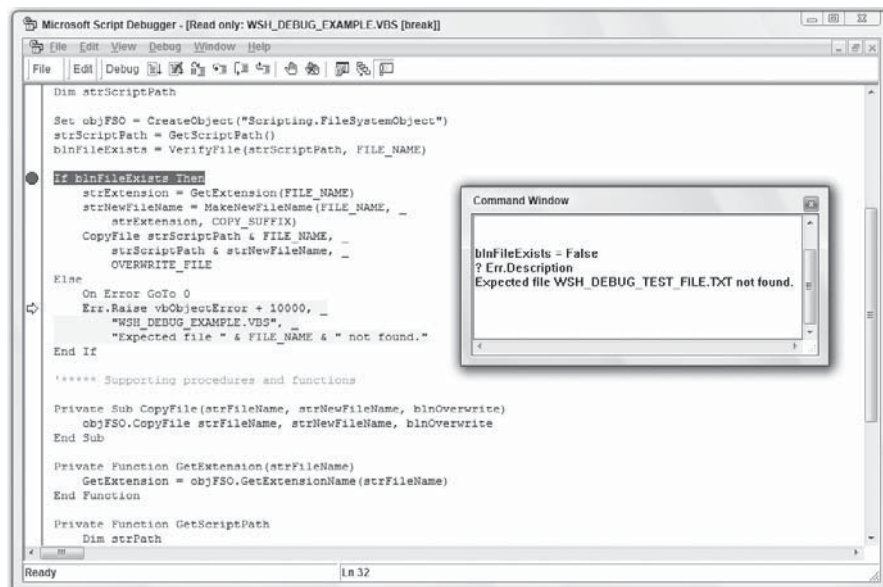 Microsoft Script Debugger - [Read only: WSH_DEBUG_EXAMPLE.VBS [break]]
File Edit View Debug Window Help
File Edit Debug
Dim strScriptPath
Set objFSO = CreateObject("Scripting.FileSystemObject")
strScriptPath = GetScriptPath()
blnFileExists = VerifyFile(strScriptPath, FILE_NAME)
If blnFileExists Then
strExtension = GetExtension(FILE_NAME)
strNewFileName = MakeNewFileName(FILE_NAME, _
strExtension, COPY_SUFFIX)
CopyFile strScriptPath & FILE_NAME, _
strScriptPath & strNewFileName, _
OVERWRITE_FILE
Else
On Error GoTo 0
Err.Raise vbObjectError + 10000, _
"WSH_DEBUG_EXAMPLE.VBS", _
"Expected file " & FILE_NAME & " not found."
End If
'***** Supporting procedures and functions
Private Sub CopyFile(strFileName, strNewFileName, blnOverwrite)
objFSO.CopyFile strFileName, strNewFileName, blnOverwrite
End Sub
Private Function GetExtension(strFileName)
GetExtension = objFSO.GetExtensionName(strFileName)
End Function
Private Function GetScriptPath
Dim strPath
Command Window
blnFileExists = False
? Err.Description
Expected file WSH_DEBUG_TEST_FILE.TXT not found.
Ready Ln 32